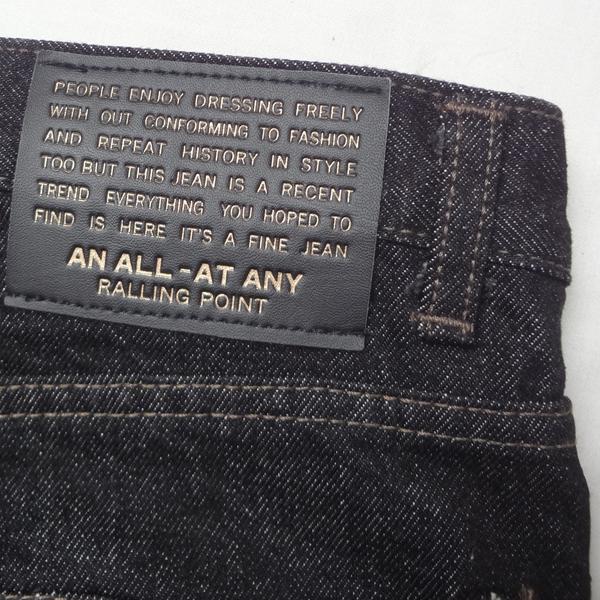 PEOPLE ENJOY DRESSING FREELY
WITH OUT CONFORMING TO FASHION
AND REPEAT HISTORY IN STYLE
TOO BUT THIS JEAN IS A RECENT
TREND EVERYTHING YOU HOPED TO
FIND IS HERE IT'S A FINE JEAN
AN ALL-AT ANY
RALLING POINT